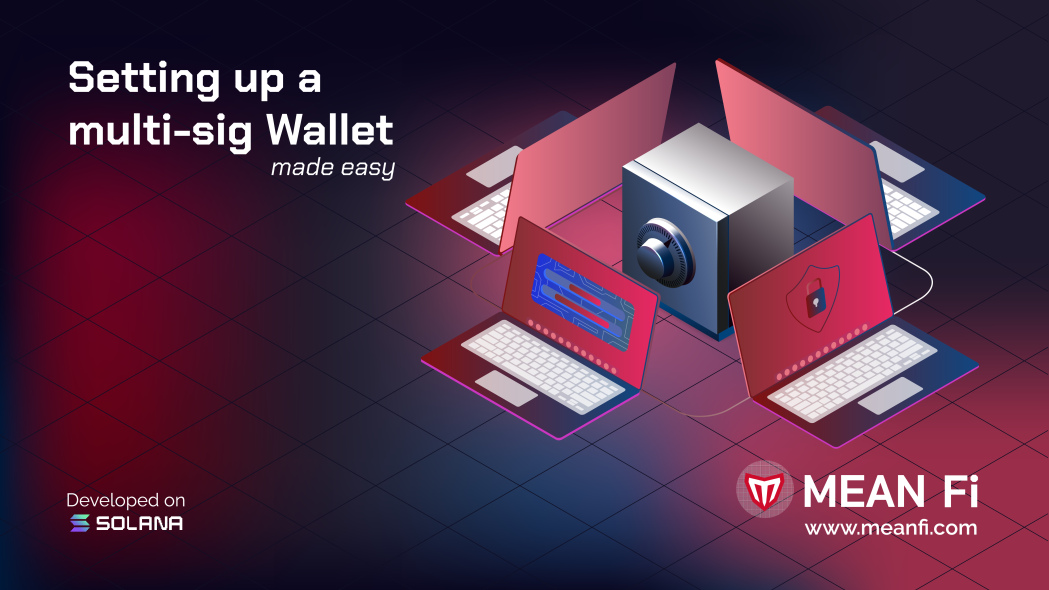 Setting up a
multi-sig Wallet
made easy
Developed on
SOLANA
MEAN Fi
www.meanfi.com